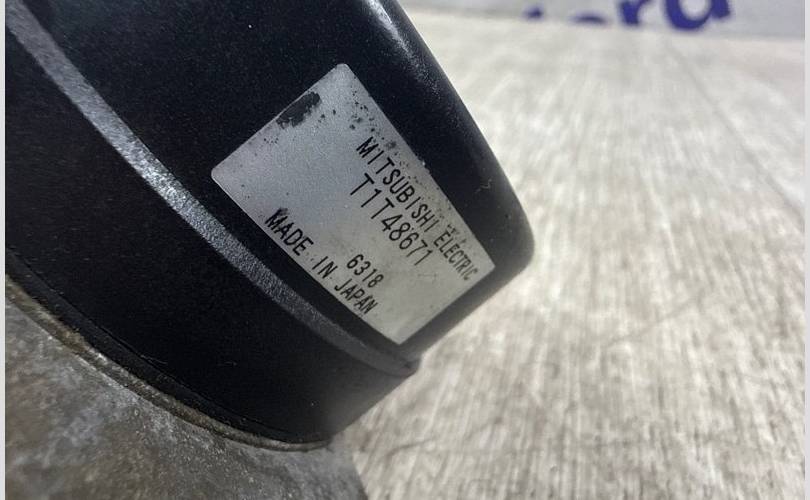 MITSUBISHI ELECTRIC
T1T48671
6318
MADE IN JAPAN